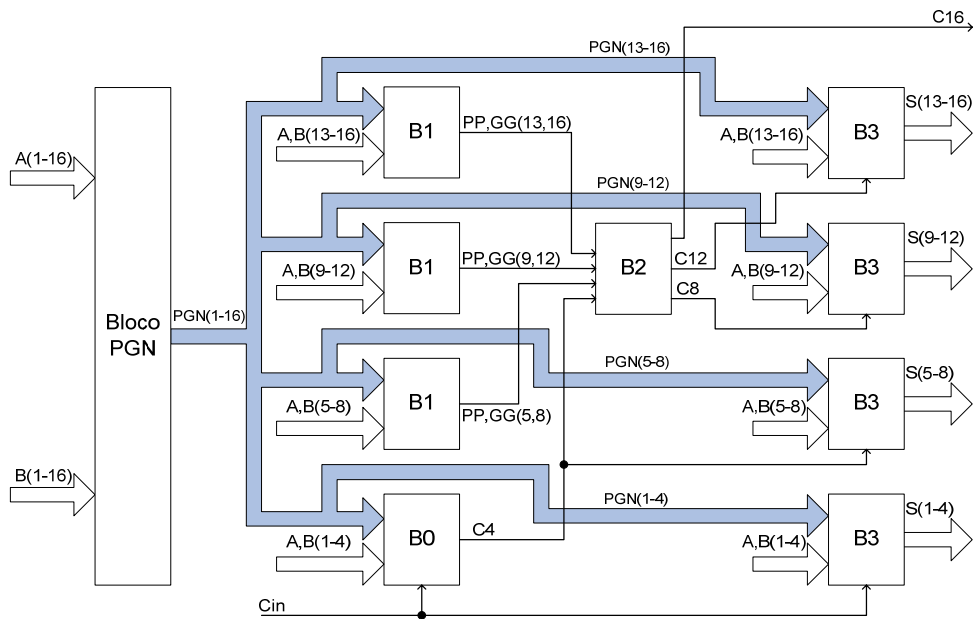 C16
PGN(13-16)
S(13-16)
A,B(13-16)
B1
PP,GG(13,16)
A,B(13-16)
B3
A(1-16)
PGN(9-12)
S(9-12)
A,B(9-12)
B1
PP,GG(9,12)
B2
C12
C8
A,B(9-12)
B3
PGN(1-16)
Bloco
PGN
PGN(5-8)
S(5-8)
A,B(5-8)
B1
PP,GG(5,8)
A,B(5-8)
B3
B(1-16)
PGN(1-4)
S(1-4)
A,B(1-4)
B0
C4
A,B(1-4)
B3
Cin